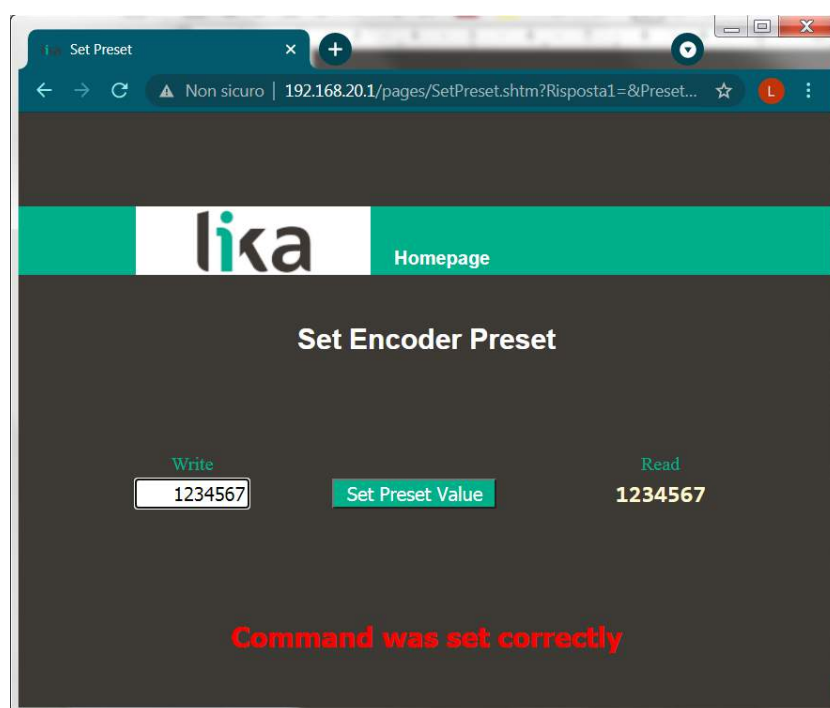 Set Preset
Non sicuro | 192.168.20.1/pages/SetPreset.shtm?Risposta1=&Preset... L
lika Homepage
Set Encoder Preset
Write Read
1234567 Set Preset Value 1234567
Command was set correctly